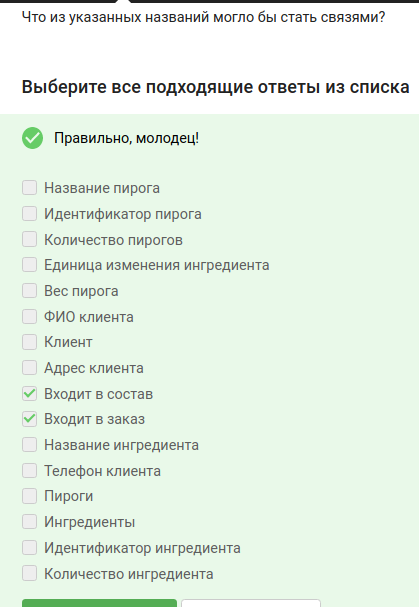 Что из указанных названий могло бы стать связями?
Выберите все подходящие ответы из списка
Правильно, молодец!
Название пирога
Идентификатор пирога
Количество пирогов
Единица изменения ингредиента
Вес пирога
ФИО клиента
Клиент
Адрес клиента
Входит в состав
Входит в заказ
Название ингредиента
Телефон клиента
Пироги
Ингредиенты
Идентификатор ингредиента
Количество ингредиента